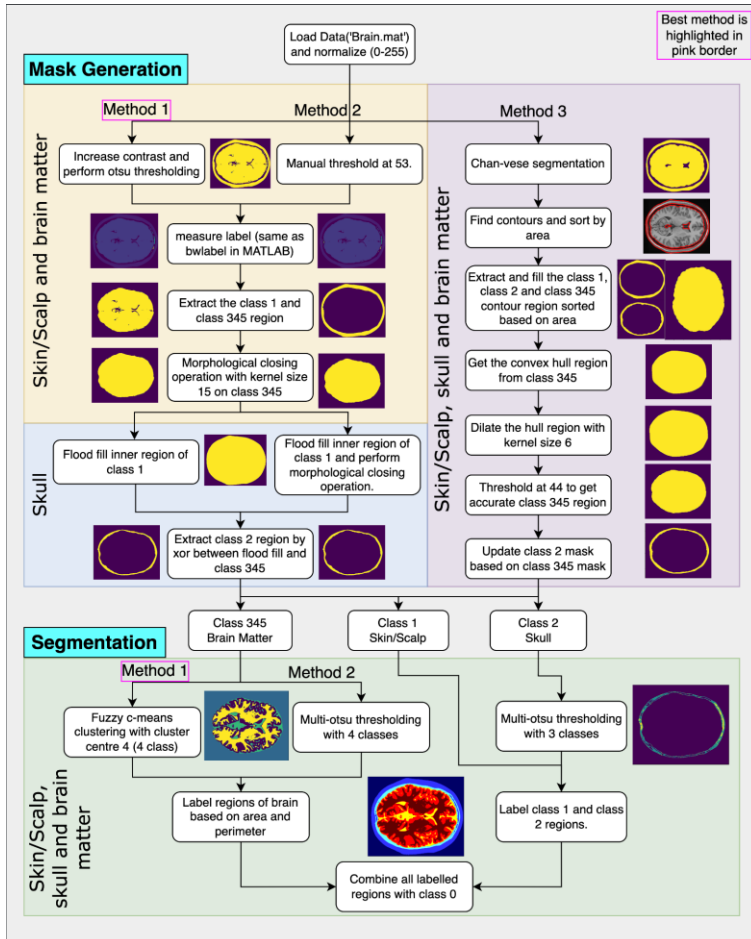 Load Data('Brain.mat')
and normalize (0-255)
Best method is
highlighted in
pink border
Mask Generation
Method 1
Method 2
Method 3
Skin/Scalp and brain matter
Increase contrast and
perform otsu thresholding
Manual threshold at 53.
measure label (same as
bwlabel in MATLAB)
Extract the class 1 and
class 345 region
Morphological closing
operation with kernel size
15 on class 345
Skull
Flood fill inner region of
class 1
Flood fill inner region of
class 1 and perform
morphological closing
operation.
Extract class 2 region by
xor between flood fill and
class 345
Skin/Scalp, skull and brain matter
Chan-vese segmentation
Find contours and sort by
area
Extract and fill the class 1,
class 2 and class 345
contour region sorted
based on area
Get the convex hull region
from class 345
Dilate the hull region with
kernel size 6
Threshold at 44 to get
accurate class 345 region
Update class 2 mask
based on class 345 mask
Class 345
Brain Matter
Class 1
Skin/Scalp
Class 2
Skull
Segmentation
Method 1
Method 2
Skin/Scalp,
skull and brain
matter
Fuzzy c-means
clustering with cluster
centre 4 (4 class)
Multi-otsu thresholding
with 4 classes
Multi-otsu thresholding
with 3 classes
Label regions of brain
based on area and
perimeter
Label class 1 and class
2 regions.
Combine all labelled
regions with class 0